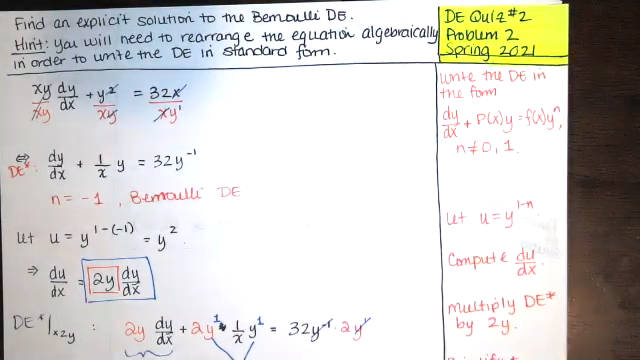 Find an explicit solution to the Bernoulli DE.
Hint: you will need to rearrange the equation algebraically
in order to write the DE in standard form.
DE Quiz #2
Problem 2
Spring 2021
xy dy/dx + y² = 32x
xy xy xy
⇔ dy/dx + 1/x y = 32y⁻¹
DE*:
n = -1, Bernoulli DE
Let u = y^(1-(-1)) = y².
⇒ du/dx = 2y dy/dx
DE*|×2y : 2y dy/dx + 2y¹ · 1/x y¹ = 32y⁻¹ · 2y¹
Write the DE in
the form
dy/dx + P(x)y = f(x)yⁿ,
n ≠ 0, 1.
Let u = y^(1-n).
Compute du/dx.
Multiply DE*
by 2y.